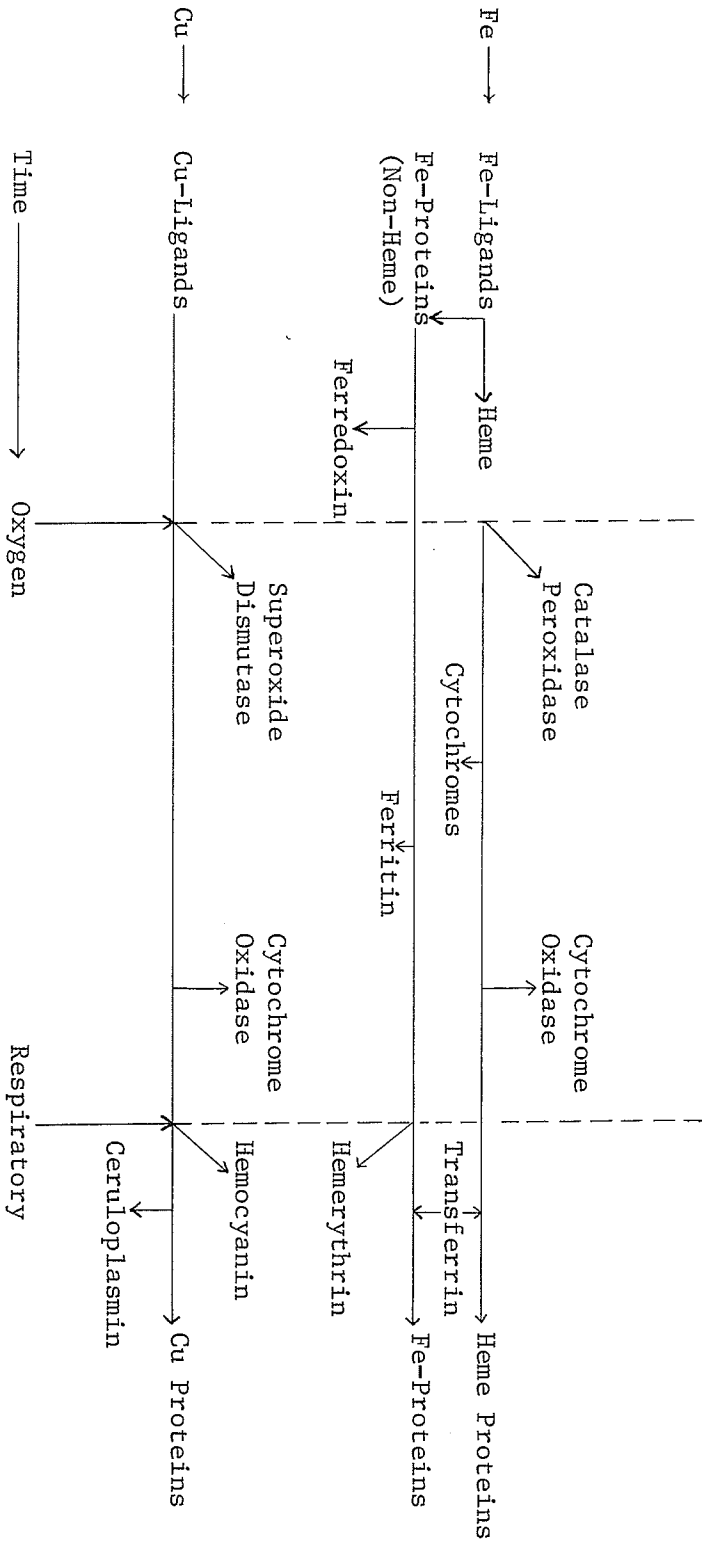 Catalase
Peroxidase
Cytochrome
Oxidase
Fe
Fe-Ligands
Heme
Heme Proteins
Cytochromes
Transferrin
Fe-Proteins
(Non-Heme)
Fe-Proteins
Ferritin
Ferredoxin
Hemerythrin
Superoxide
Dismutase
Cytochrome
Oxidase
Hemocyanin
Cu
Cu-Ligands
Cu Proteins
Ceruloplasmin
Time
Oxygen
Respiratory